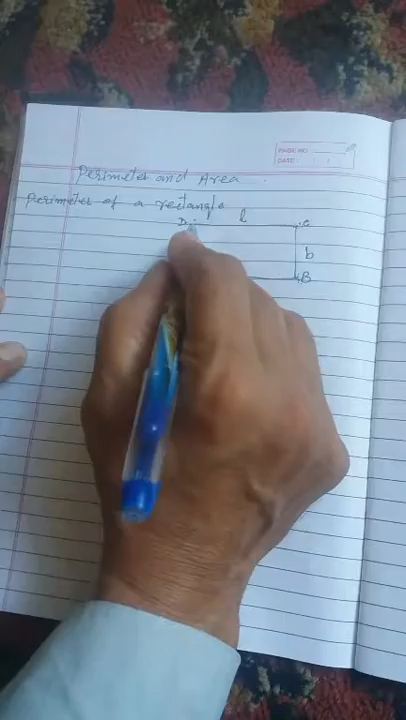 PAGE NO.
DATE:
Perimeter and Area.
Perimeter of a rectangle
D l C
b
B